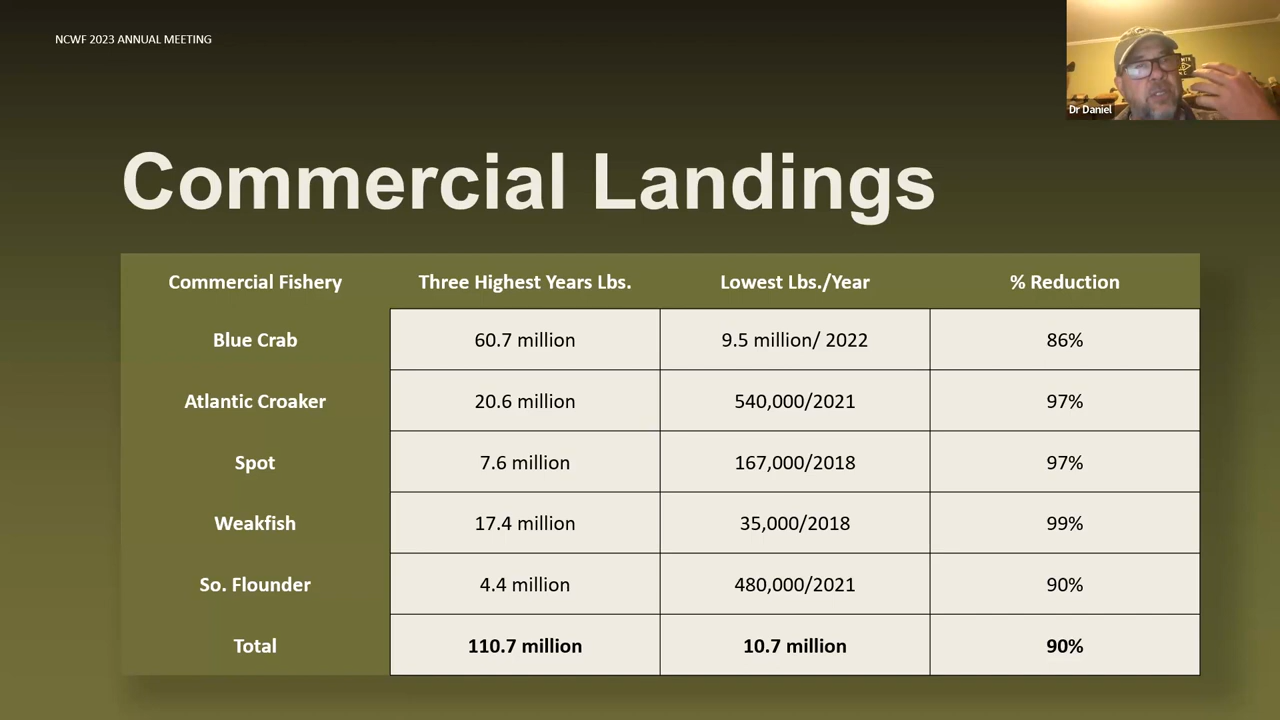 NCWF 2023 ANNUAL MEETING
Dr Daniel
Commercial Landings
Commercial Fishery Three Highest Years Lbs. Lowest Lbs./Year % Reduction
Blue Crab 60.7 million 9.5 million/ 2022 86%
Atlantic Croaker 20.6 million 540,000/2021 97%
Spot 7.6 million 167,000/2018 97%
Weakfish 17.4 million 35,000/2018 99%
So. Flounder 4.4 million 480,000/2021 90%
Total 110.7 million 10.7 million 90%